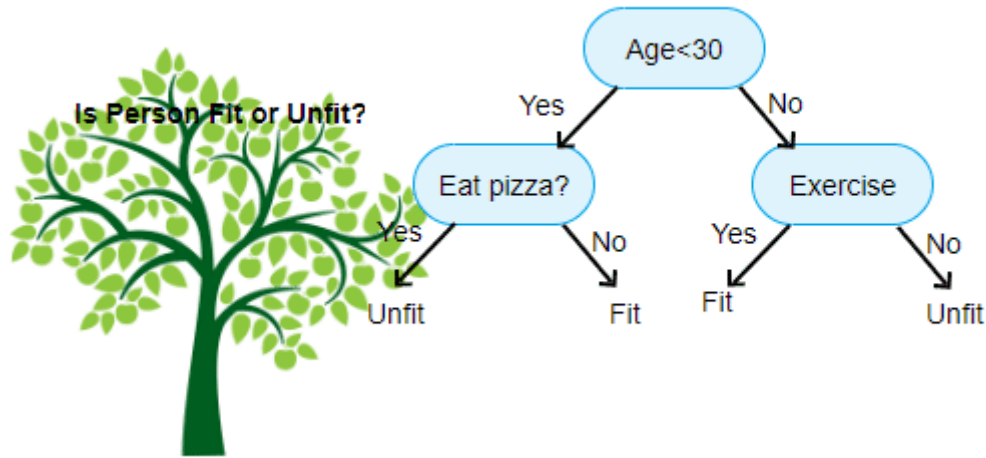 Age<30
Is Person Fit or Unfit?
Yes
No
Eat pizza?
Exercise
Yes
No
Yes
No
Unfit
Fit
Fit
Unfit